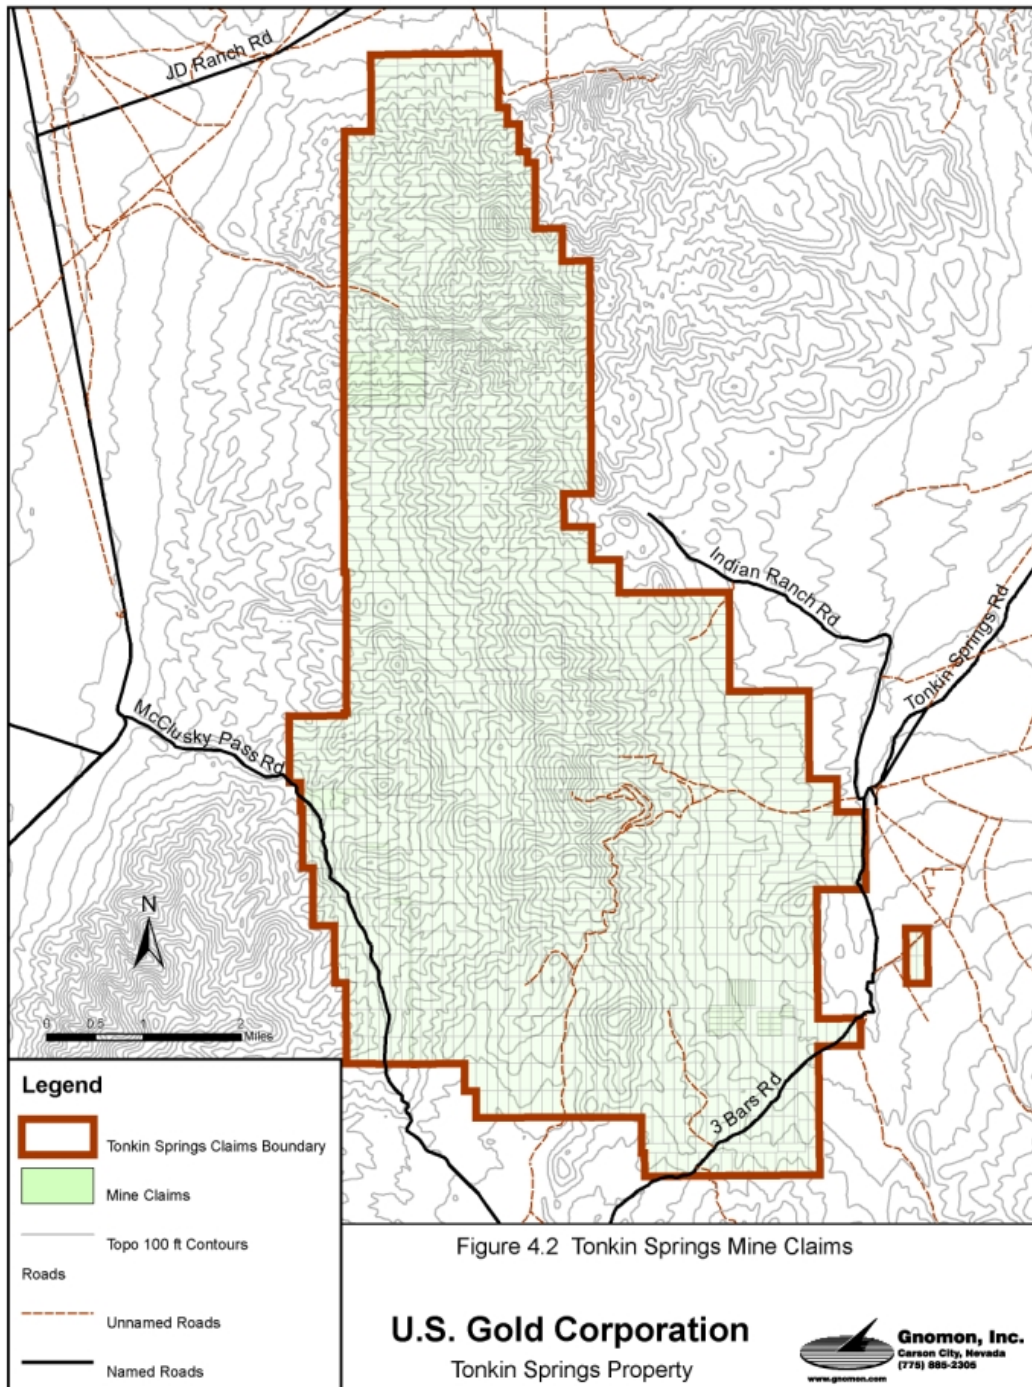 JD Ranch Rd
Indian Ranch Rd
Tonkin Springs Rd
McClusky Pass Rd
N
0 0.5 1 2
Miles
3 Bars Rd
Legend
Tonkin Springs Claims Boundary
Mine Claims
Topo 100 ft Contours
Roads
Unnamed Roads
Named Roads
Figure 4.2 Tonkin Springs Mine Claims
U.S. Gold Corporation
Tonkin Springs Property
Gnomon, Inc.
Carson City, Nevada
(775) 885-2305
www.gnomon.com